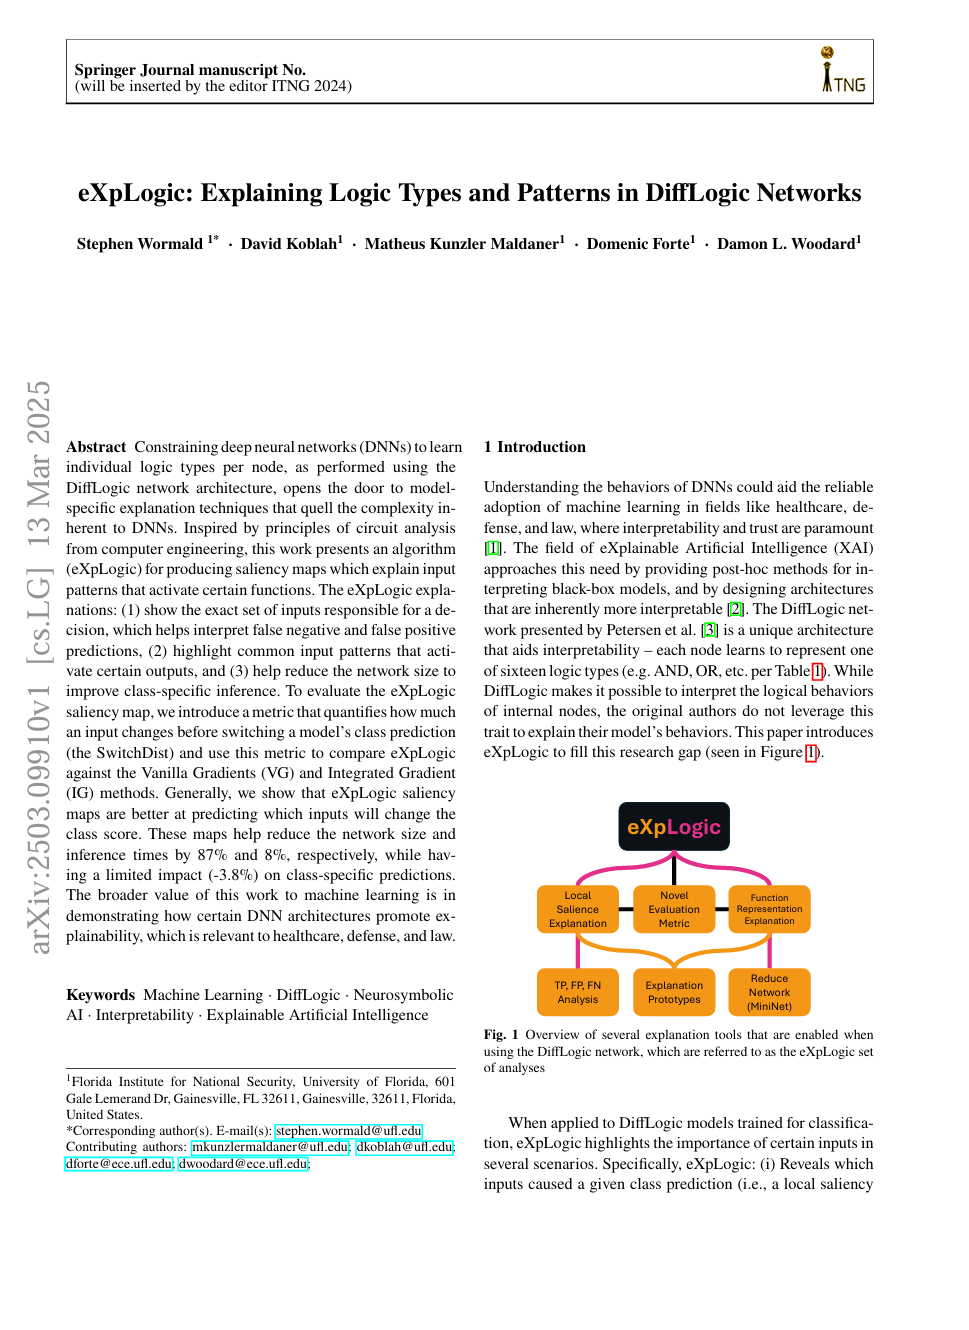 Springer Journal manuscript No.
(will be inserted by the editor ITNG 2024)
iTNG
eXpLogic: Explaining Logic Types and Patterns in DiffLogic Networks
Stephen Wormald 1* · David Koblah1 · Matheus Kunzler Maldaner1 · Domenic Forte1 · Damon L. Woodard1
arXiv:2503.09910v1 [cs.LG] 13 Mar 2025
Abstract Constraining deep neural networks (DNNs) to learn
individual logic types per node, as performed using the
DiffLogic network architecture, opens the door to model-
specific explanation techniques that quell the complexity in-
herent to DNNs. Inspired by principles of circuit analysis
from computer engineering, this work presents an algorithm
(eXpLogic) for producing saliency maps which explain input
patterns that activate certain functions. The eXpLogic expla-
nations: (1) show the exact set of inputs responsible for a de-
cision, which helps interpret false negative and false positive
predictions, (2) highlight common input patterns that acti-
vate certain outputs, and (3) help reduce the network size to
improve class-specific inference. To evaluate the eXpLogic
saliency map, we introduce a metric that quantifies how much
an input changes before switching a model's class prediction
(the SwitchDist) and use this metric to compare eXpLogic
against the Vanilla Gradients (VG) and Integrated Gradient
(IG) methods. Generally, we show that eXpLogic saliency
maps are better at predicting which inputs will change the
class score. These maps help reduce the network size and
inference times by 87% and 8%, respectively, while hav-
ing a limited impact (-3.8%) on class-specific predictions.
The broader value of this work to machine learning is in
demonstrating how certain DNN architectures promote ex-
plainability, which is relevant to healthcare, defense, and law.
Keywords Machine Learning · DiffLogic · Neurosymbolic
AI · Interpretability · Explainable Artificial Intelligence
1Florida Institute for National Security, University of Florida, 601
Gale Lemerand Dr, Gainesville, FL 32611, Gainesville, 32611, Florida,
United States.
*Corresponding author(s). E-mail(s): stephen.wormald@ufl.edu
Contributing authors: mkunzlermaldaner@ufl.edu; dkoblah@ufl.edu;
dforte@ece.ufl.edu; dwoodard@ece.ufl.edu;
1 Introduction
Understanding the behaviors of DNNs could aid the reliable
adoption of machine learning in fields like healthcare, de-
fense, and law, where interpretability and trust are paramount
[1]. The field of eXplainable Artificial Intelligence (XAI)
approaches this need by providing post-hoc methods for in-
terpreting black-box models, and by designing architectures
that are inherently more interpretable [2]. The DiffLogic net-
work presented by Petersen et al. [3] is a unique architecture
that aids interpretability – each node learns to represent one
of sixteen logic types (e.g. AND, OR, etc. per Table 1). While
DiffLogic makes it possible to interpret the logical behaviors
of internal nodes, the original authors do not leverage this
trait to explain their model's behaviors. This paper introduces
eXpLogic to fill this research gap (seen in Figure 1).
eXpLogic
Local
Salience
Explanation
Novel
Evaluation
Metric
Function
Representation
Explanation
TP, FP, FN
Analysis
Explanation
Prototypes
Reduce
Network
(MiniNet)
Fig. 1 Overview of several explanation tools that are enabled when
using the DiffLogic network, which are referred to as the eXpLogic set
of analyses
When applied to DiffLogic models trained for classifica-
tion, eXpLogic highlights the importance of certain inputs in
several scenarios. Specifically, eXpLogic: (i) Reveals which
inputs caused a given class prediction (i.e., a local saliency